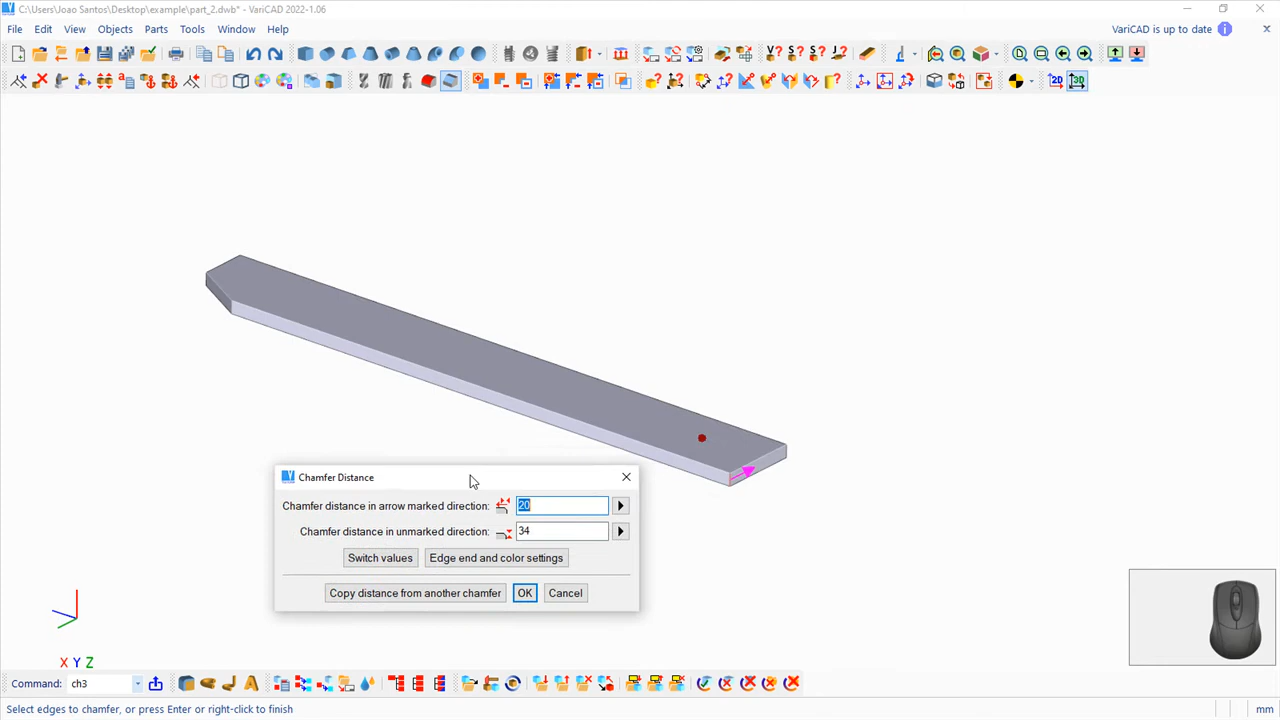 C:\Users\Joao Santos\Desktop\example\part_2.dwb* - VariCAD 2022-1.06
File Edit View Objects Parts Tools Window Help
VariCAD is up to date
2D 3D
Chamfer Distance
Chamfer distance in arrow marked direction: 20
Chamfer distance in unmarked direction: 34
Switch values Edge end and color settings
Copy distance from another chamfer OK Cancel
X Y Z
Command: ch3
Select edges to chamfer, or press Enter or right-click to finish
mm